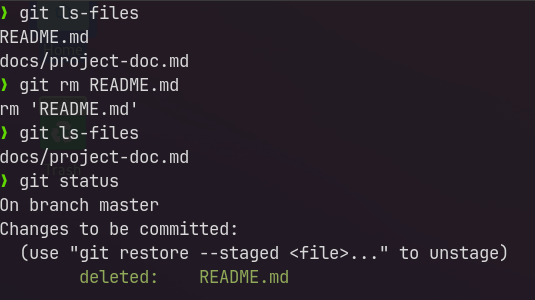 ❯ git ls-files
README.md
docs/project-doc.md
❯ git rm README.md
rm 'README.md'
❯ git ls-files
docs/project-doc.md
❯ git status
On branch master
Changes to be committed:
  (use "git restore --staged <file>..." to unstage)
        deleted:    README.md
Home
Trash